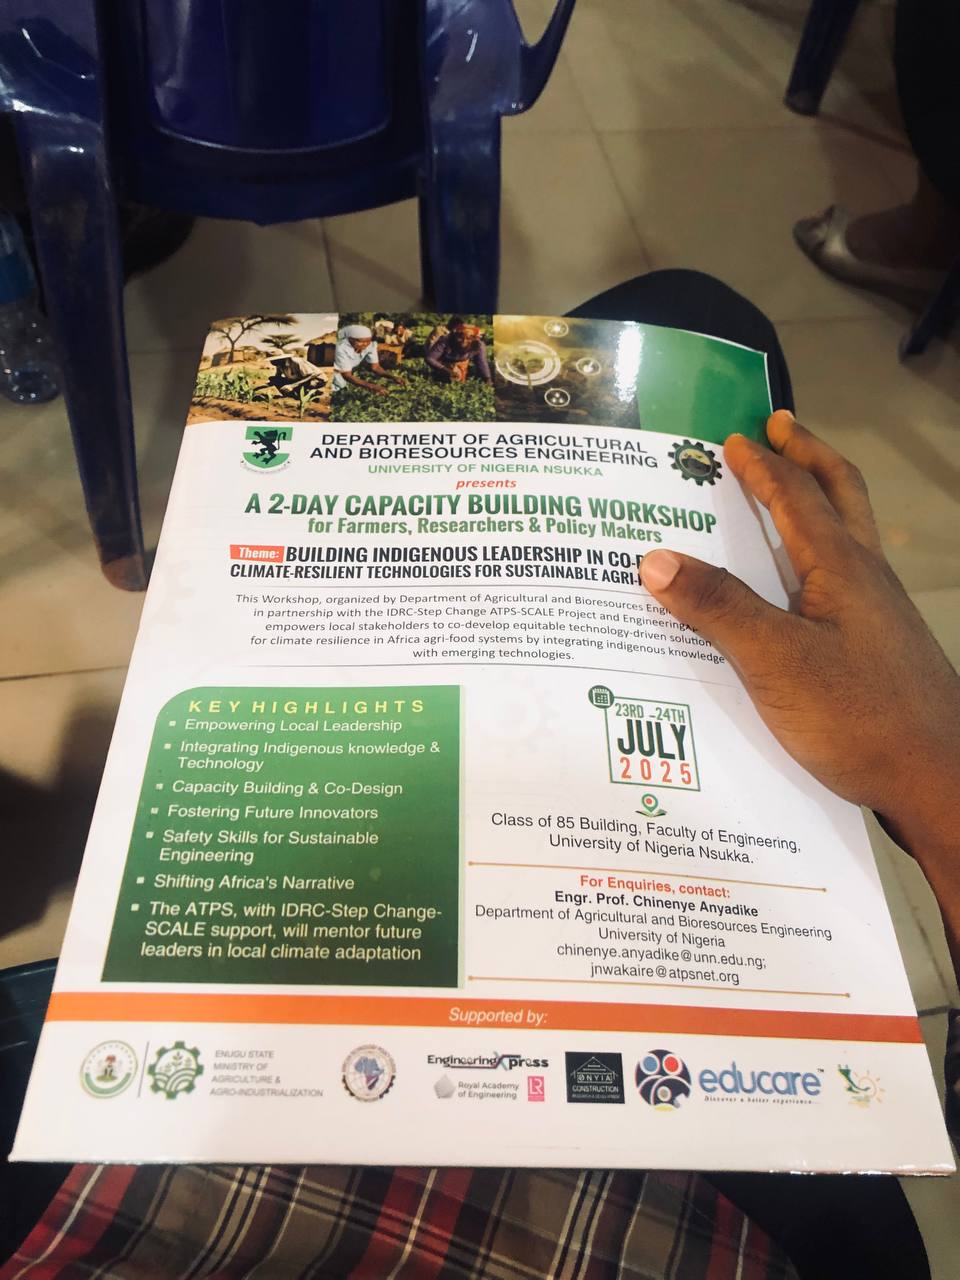 DEPARTMENT OF AGRICULTURAL
AND BIORESOURCES ENGINEERING
UNIVERSITY OF NIGERIA NSUKKA
presents
A 2-DAY CAPACITY BUILDING WORKSHOP
for Farmers, Researchers & Policy Makers
Theme: BUILDING INDIGENOUS LEADERSHIP IN
CLIMATE-RESILIENT TECHNOLOGIES FOR SUSTAINABLE
This Workshop, organized by Department of Agricultural and Bioresources
in partnership with the IDRC-Step Change ATPS-SCALE Project and
empowers local stakeholders to co-develop equitable technology-driven
for climate resilience in Africa agri-food systems by integrating indigenous knowledge
with emerging technologies.
KEY HIGHLIGHTS
Empowering Local Leadership
Integrating Indigenous knowledge &
Technology
Capacity Building & Co-Design
Fostering Future Innovators
Safety Skills for Sustainable
Engineering
Shifting Africa's Narrative
The ATPS, with IDRC-Step Change-
SCALE support, will mentor future
leaders in local climate adaptation
23RD -24TH
JULY
2025
Class of 85 Building, Faculty of Engineering,
University of Nigeria Nsukka.
For Enquiries, contact:
Engr. Prof. Chinenye Anyadike
Department of Agricultural and Bioresources Engineering
University of Nigeria
chinenye.anyadike@unn.edu.ng;
jnwakaire@atpsnet.org
Supported by:
ENUGU STATE
MINISTRY OF
AGRICULTURE &
AGRO-INDUSTRIALIZATION
EngineeringXpress
Royal Academy
of Engineering
LR
ONYIA
CONSTRUCTION
educare™
Discover a better experience...